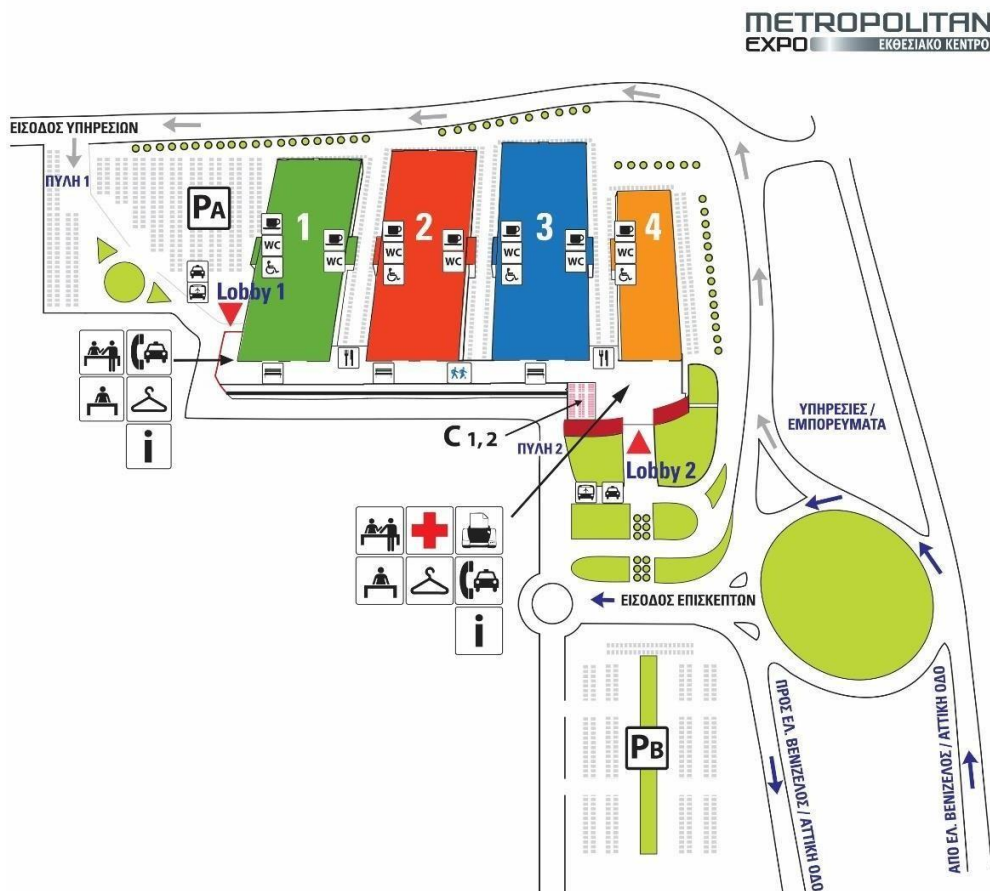 METROPOLITAN
EXPO ΕΚΘΕΣΙΑΚΟ ΚΕΝΤΡΟ
ΕΙΣΟΔΟΣ ΥΠΗΡΕΣΙΩΝ
ΠΥΛΗ 1
PA
1
2
3
4
WC
WC
WC
WC
WC
WC
WC
Lobby 1
i
C 1, 2
ΠΥΛΗ 2
Lobby 2
ΥΠΗΡΕΣΙΕΣ /
ΕΜΠΟΡΕΥΜΑΤΑ
i
ΕΙΣΟΔΟΣ ΕΠΙΣΚΕΠΤΩΝ
PB
ΠΡΟΣ ΕΛ. ΒΕΝΙΖΕΛΟΣ / ΑΤΤΙΚΗ ΟΔΟ
ΑΠΟ ΕΛ. ΒΕΝΙΖΕΛΟΣ / ΑΤΤΙΚΗ ΟΔΟ